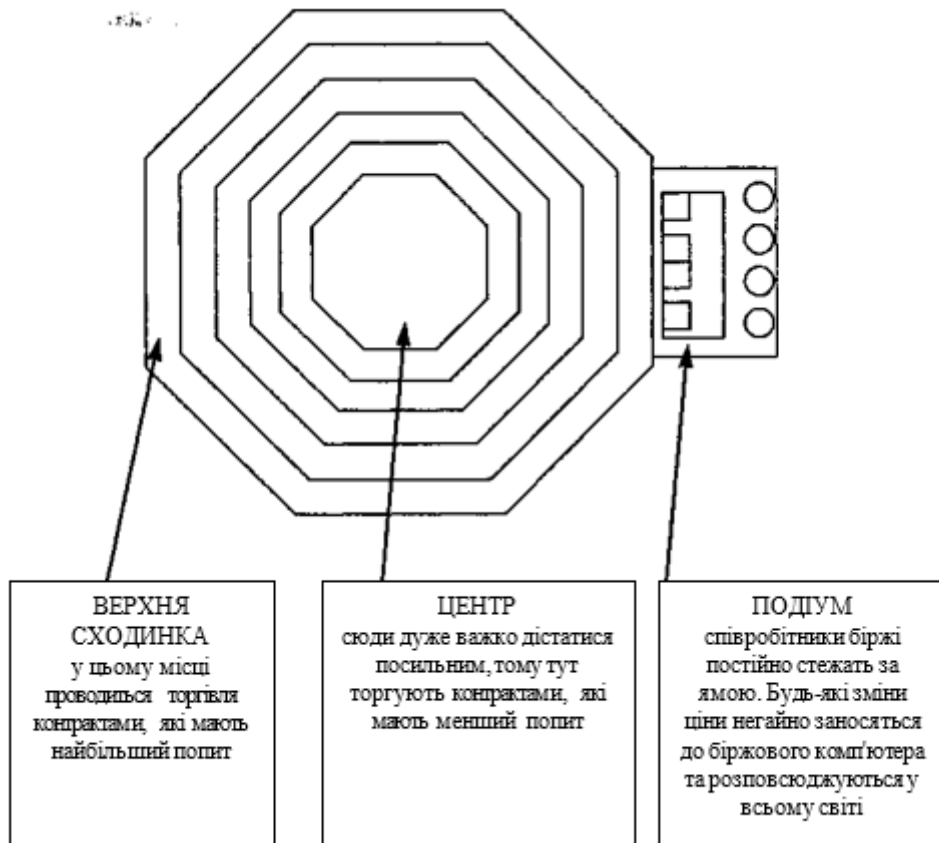 ВЕРХНЯ
СХОДИНКА
у цьому місці
проводиться торгівля
контрактами, які мають
найбільший попит
ЦЕНТР
сюди дуже важко дістатися
посильним, тому тут
торгують контрактами, які
мають менший попит
ПОДІУМ
співробітники біржі
постійно стежать за
ямою. Будь-які зміни
ціни негайно заносяться
до біржового комп'ютера
та розповсюджуються у
всьому світі